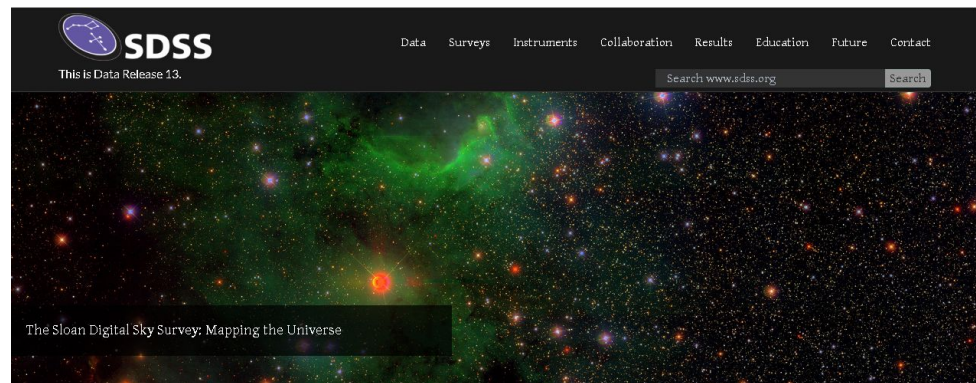 SDSS
This is Data Release 13.
Data Surveys Instruments Collaboration Results Education Future Contact
Search www.sdss.org Search
The Sloan Digital Sky Survey: Mapping the Universe